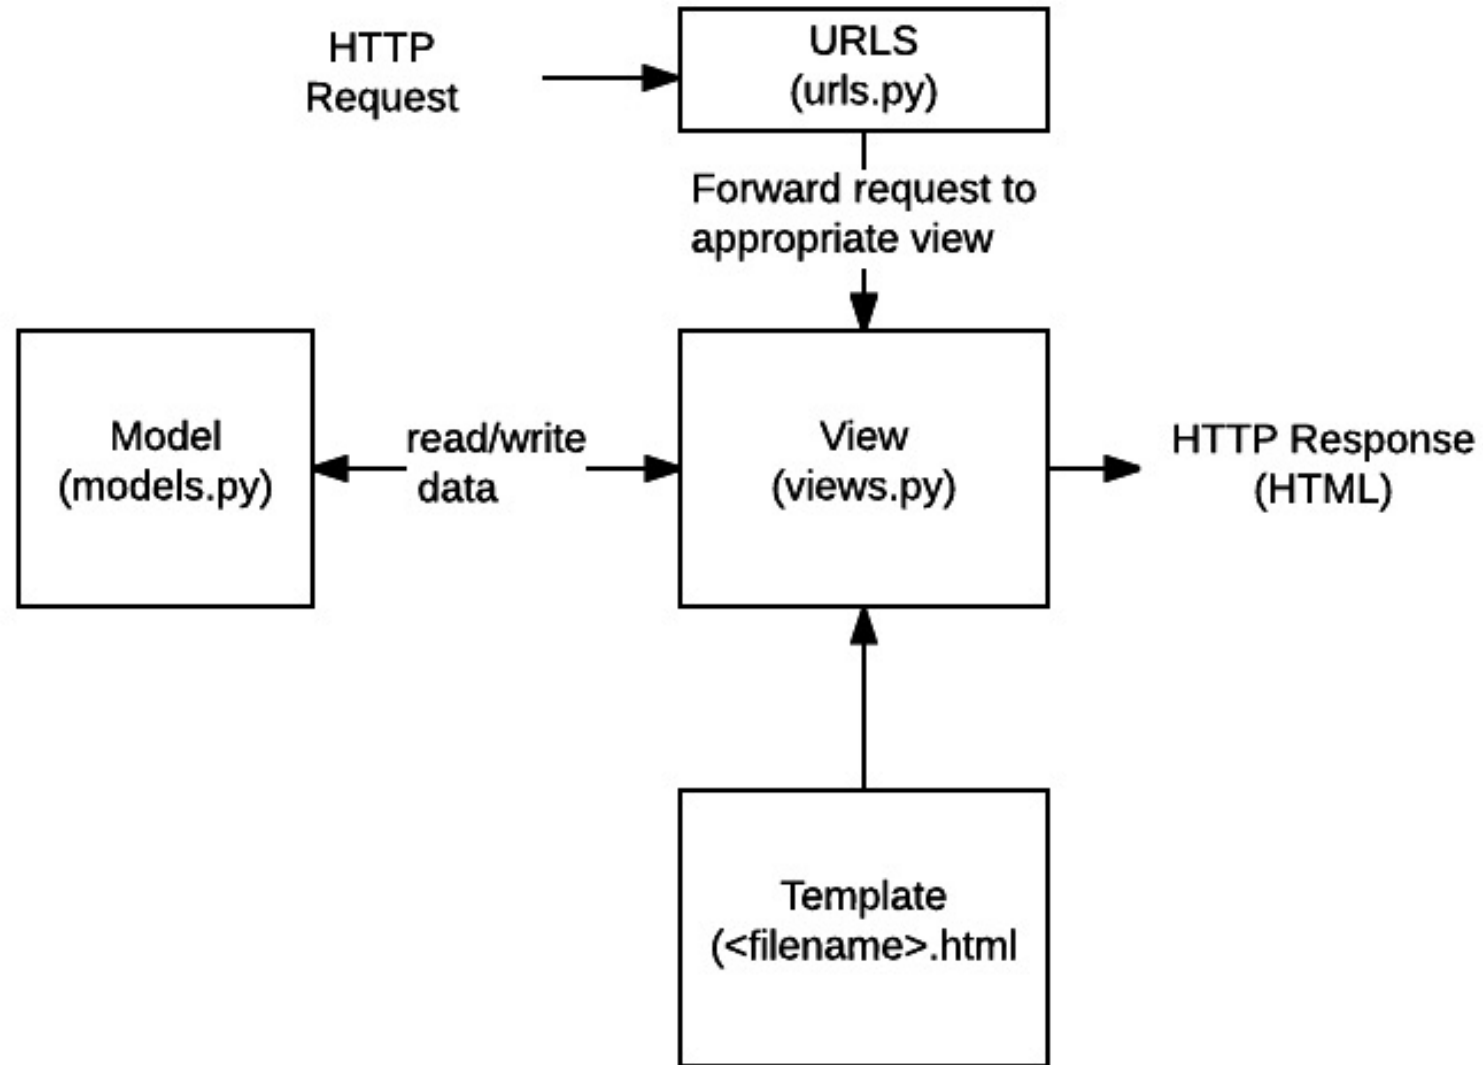 HTTP
Request
URLS
(urls.py)
Forward request to
appropriate view
Model
(models.py)
read/write
data
View
(views.py)
HTTP Response
(HTML)
Template
(<filename>.html